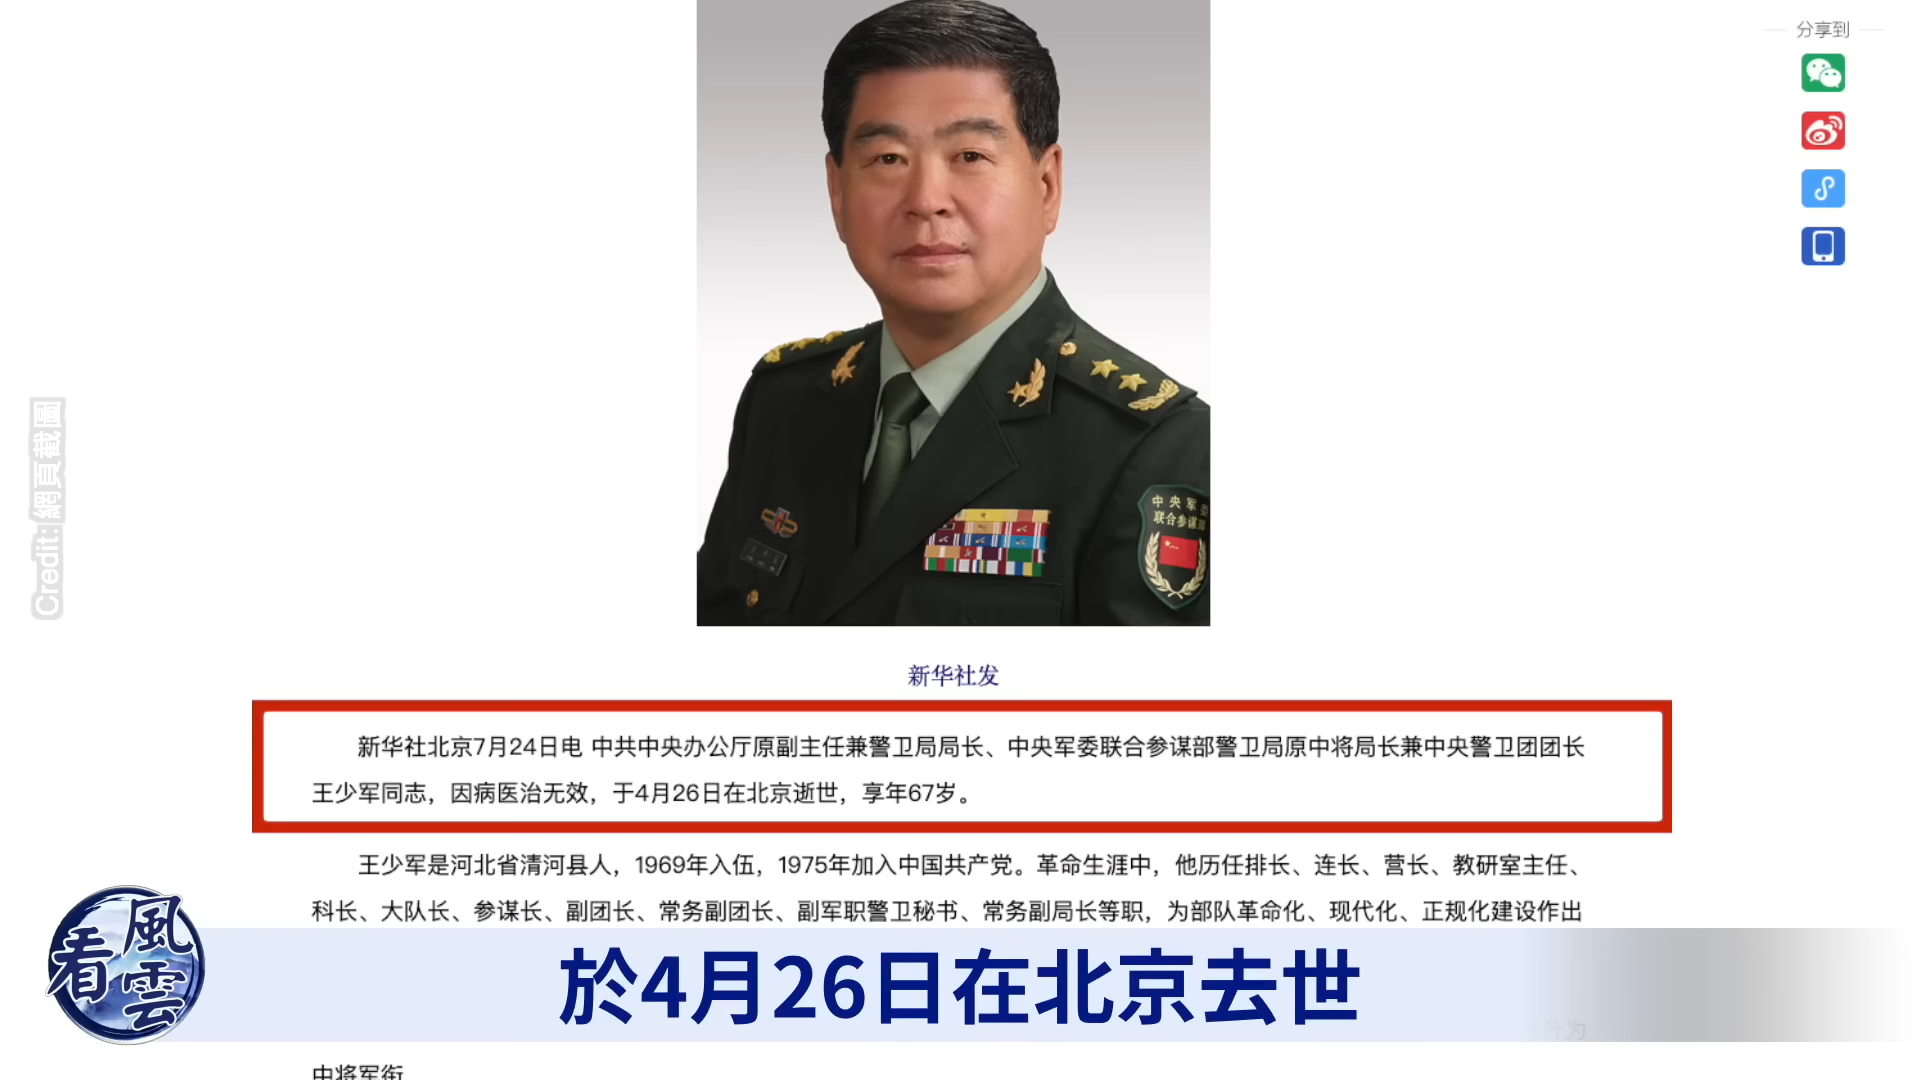 分享到
中央军委
联合参谋部
Credit:網頁截圖
新华社发
新华社北京7月24日电 中共中央办公厅原副主任兼警卫局局长、中央军委联合参谋部警卫局原中将局长兼中央警卫团团长
王少军同志，因病医治无效，于4月26日在北京逝世，享年67岁。
王少军是河北省清河县人，1969年入伍，1975年加入中国共产党。革命生涯中，他历任排长、连长、营长、教研室主任、
科长、大队长、参谋长、副团长、常务副团长、副军职警卫秘书、常务副局长等职，为部队革命化、现代化、正规化建设作出
看風雲
於4月26日在北京去世
升为
中将军衔。